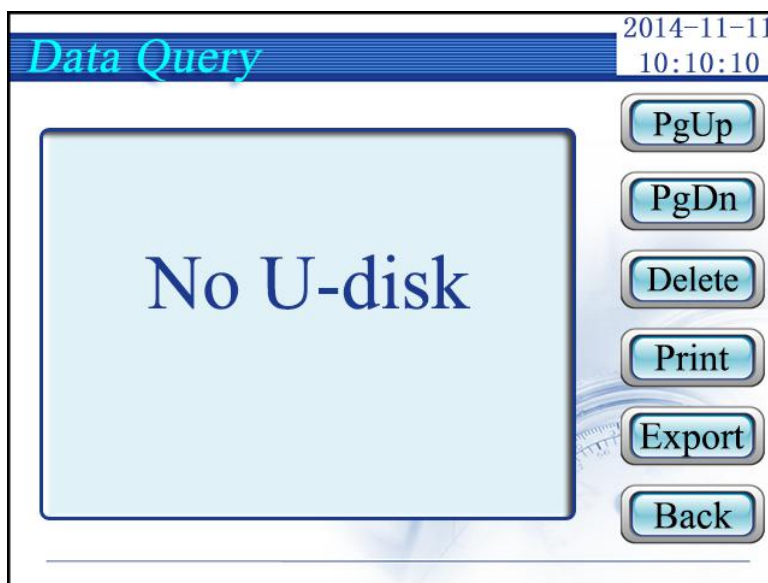 Data Query
2014-11-11
10:10:10
No U-disk
PgUp
PgDn
Delete
Print
Export
Back